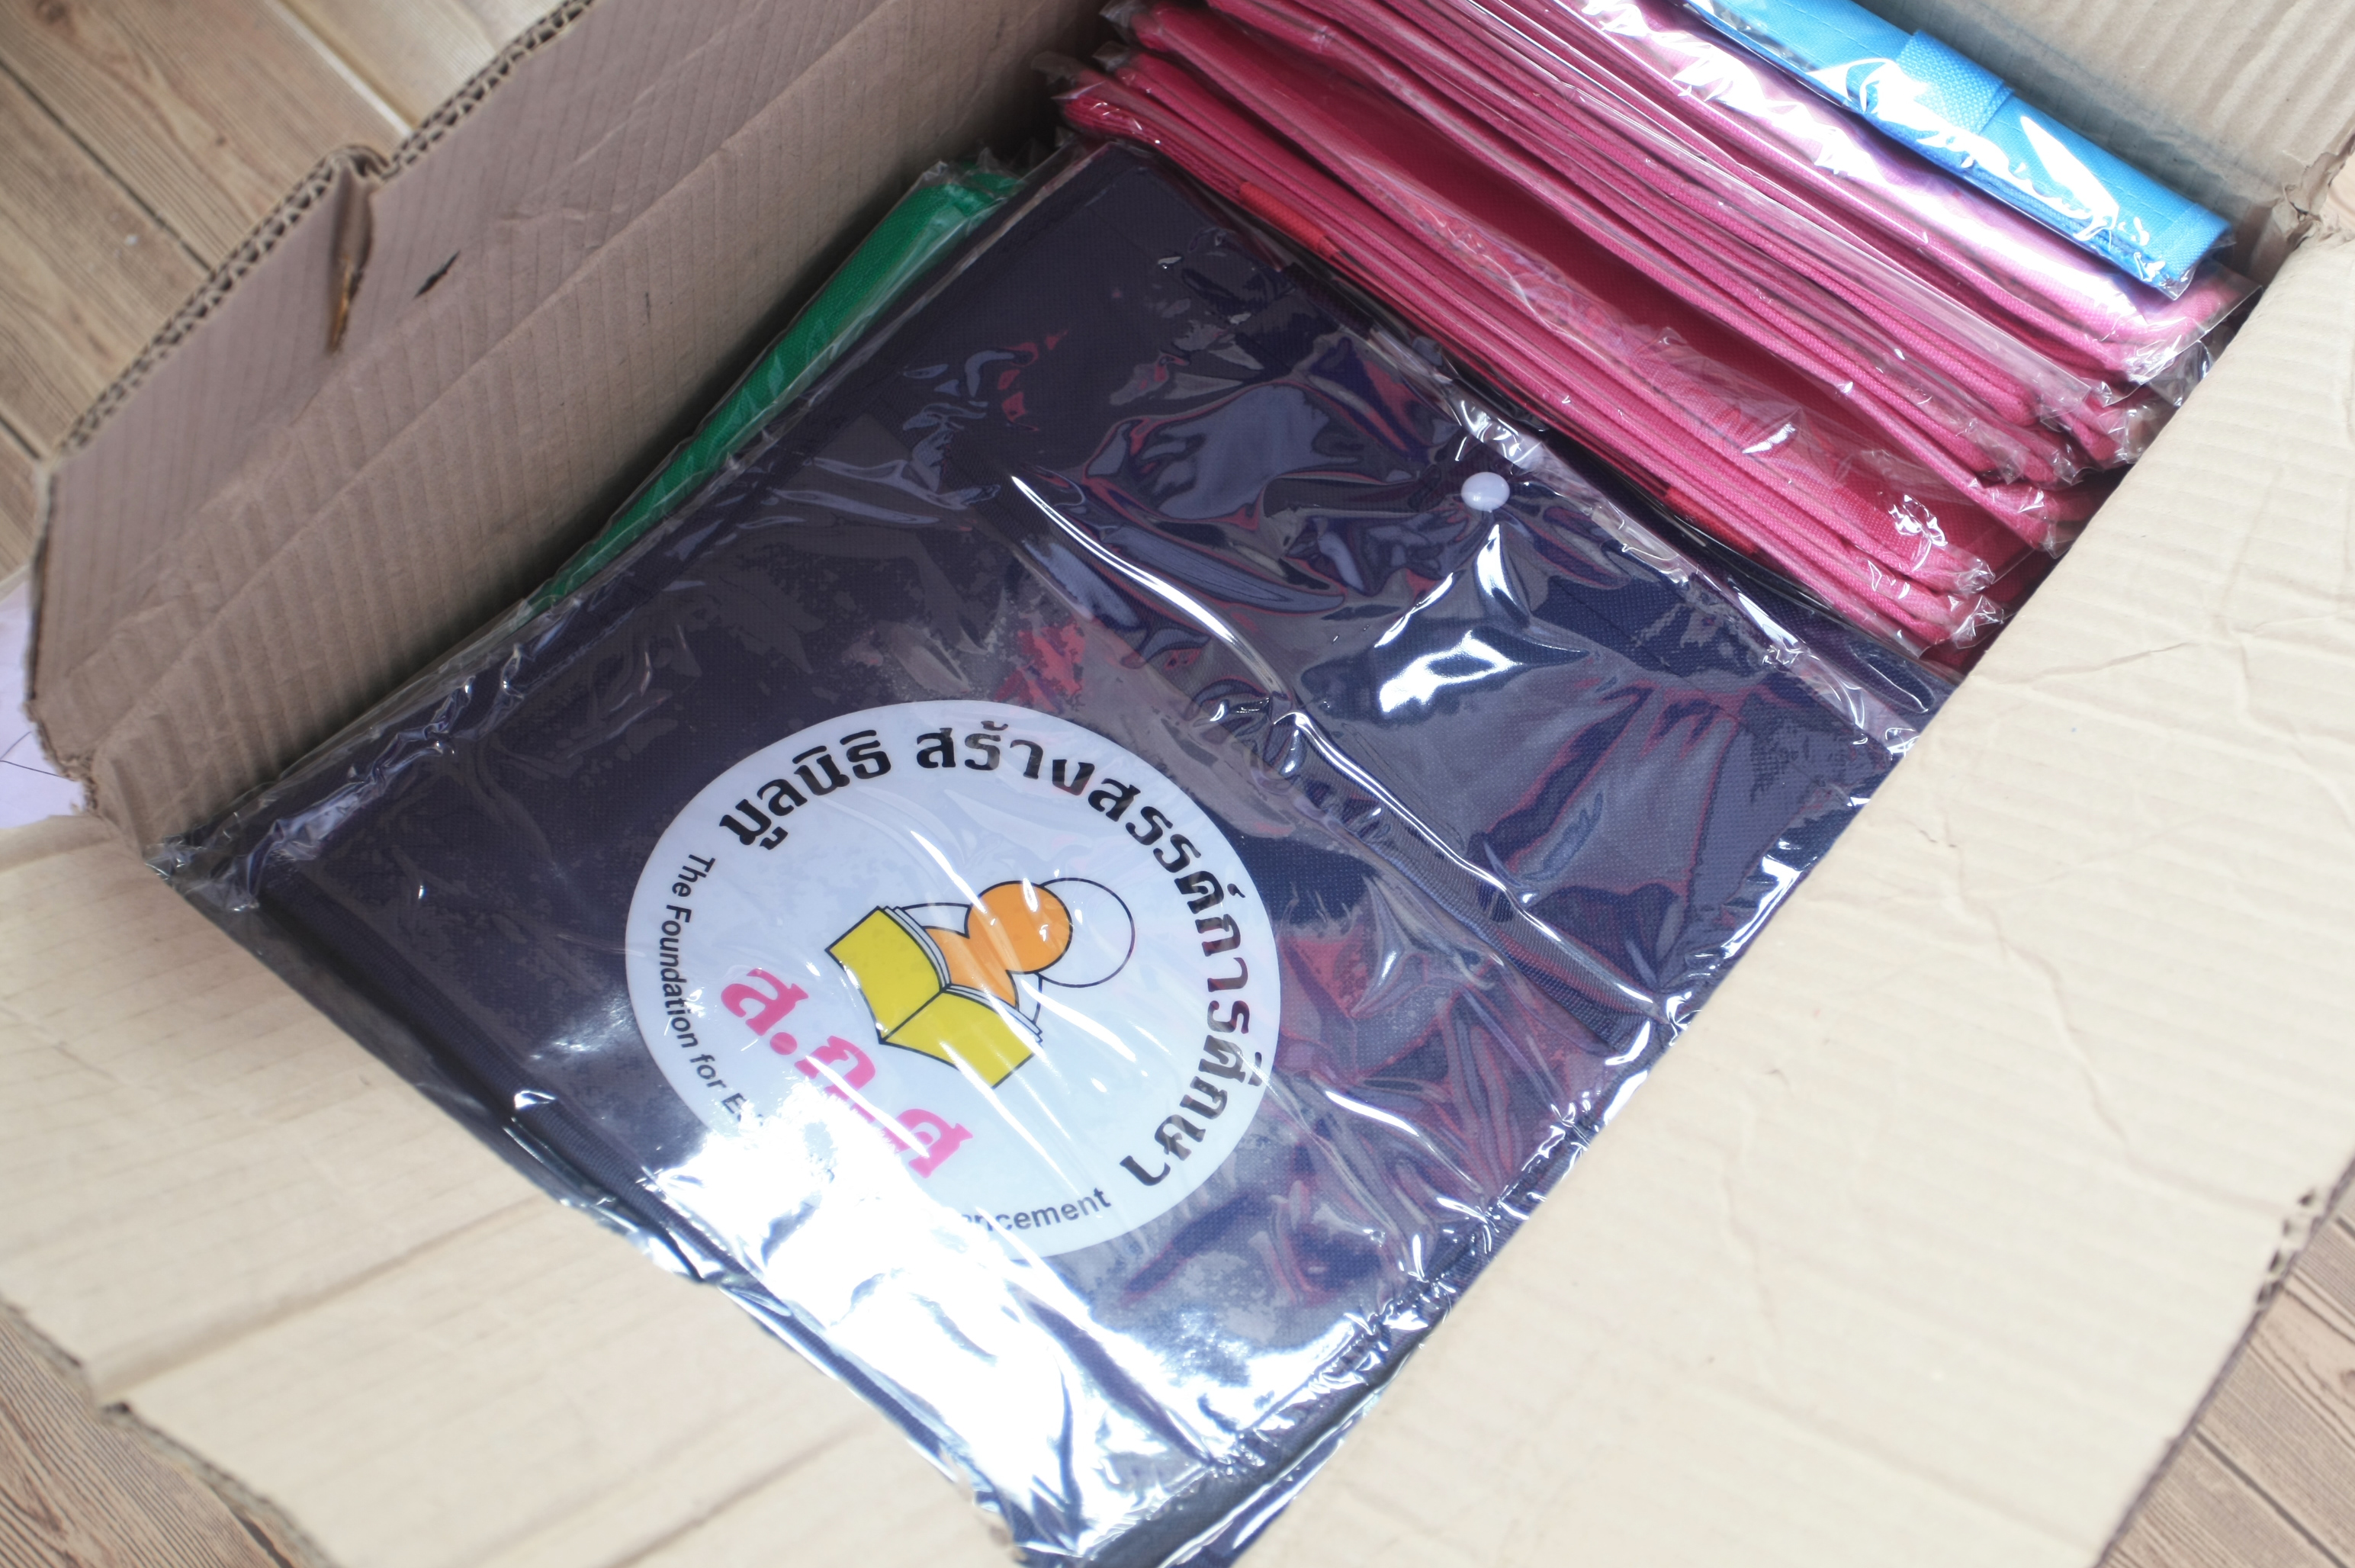 มูลนิธิ สร้างสรรค์การศึกษา
ส.ก.ศ
The Foundation for